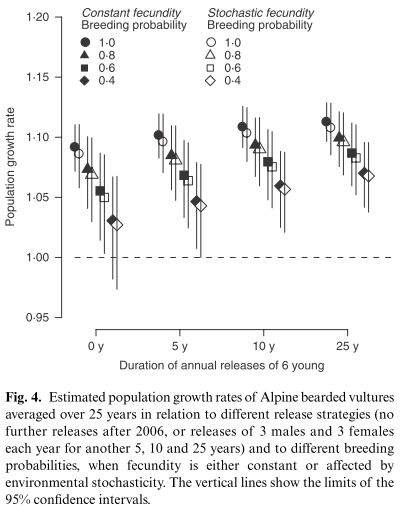 Constant fecundity
Breeding probability
1·0
0·8
0·6
0·4
Stochastic fecundity
Breeding probability
1·0
0·8
0·6
0·4
Population growth rate
1·20
1·15
1·10
1·05
1·00
0·95
0 y
5 y
10 y
25 y
Duration of annual releases of 6 young
Fig. 4. Estimated population growth rates of Alpine bearded vultures
averaged over 25 years in relation to different release strategies (no
further releases after 2006, or releases of 3 males and 3 females
each year for another 5, 10 and 25 years) and to different breeding
probabilities, when fecundity is either constant or affected by
environmental stochasticity. The vertical lines show the limits of the
95% confidence intervals.